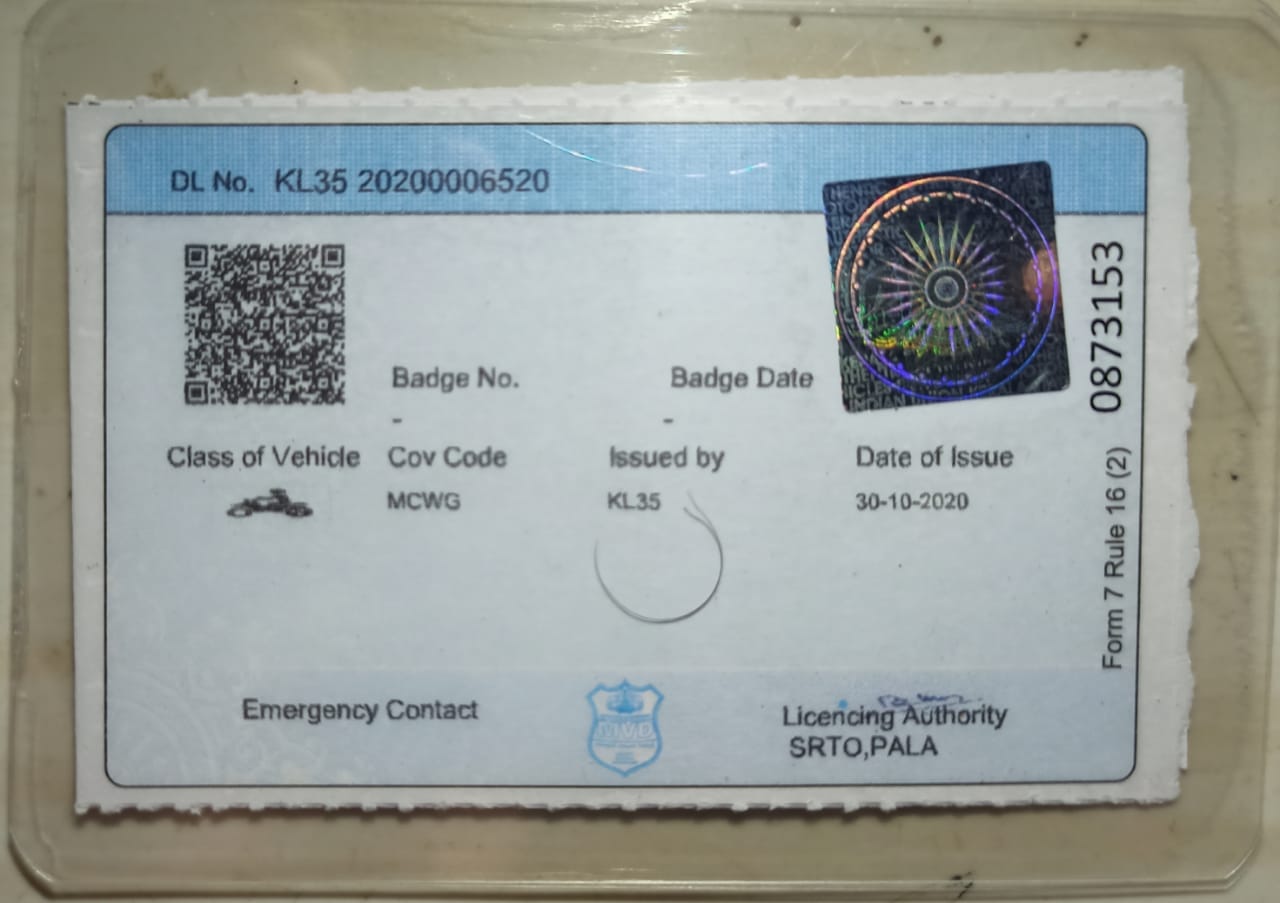 DL No. KL35 20200006520
Badge No. Badge Date
- -
Class of Vehicle Cov Code Issued by Date of Issue
MCWG KL35 30-10-2020
Emergency Contact
MVD
Licencing Authority
SRTO,PALA
0873153
Form 7 Rule 16 (2)